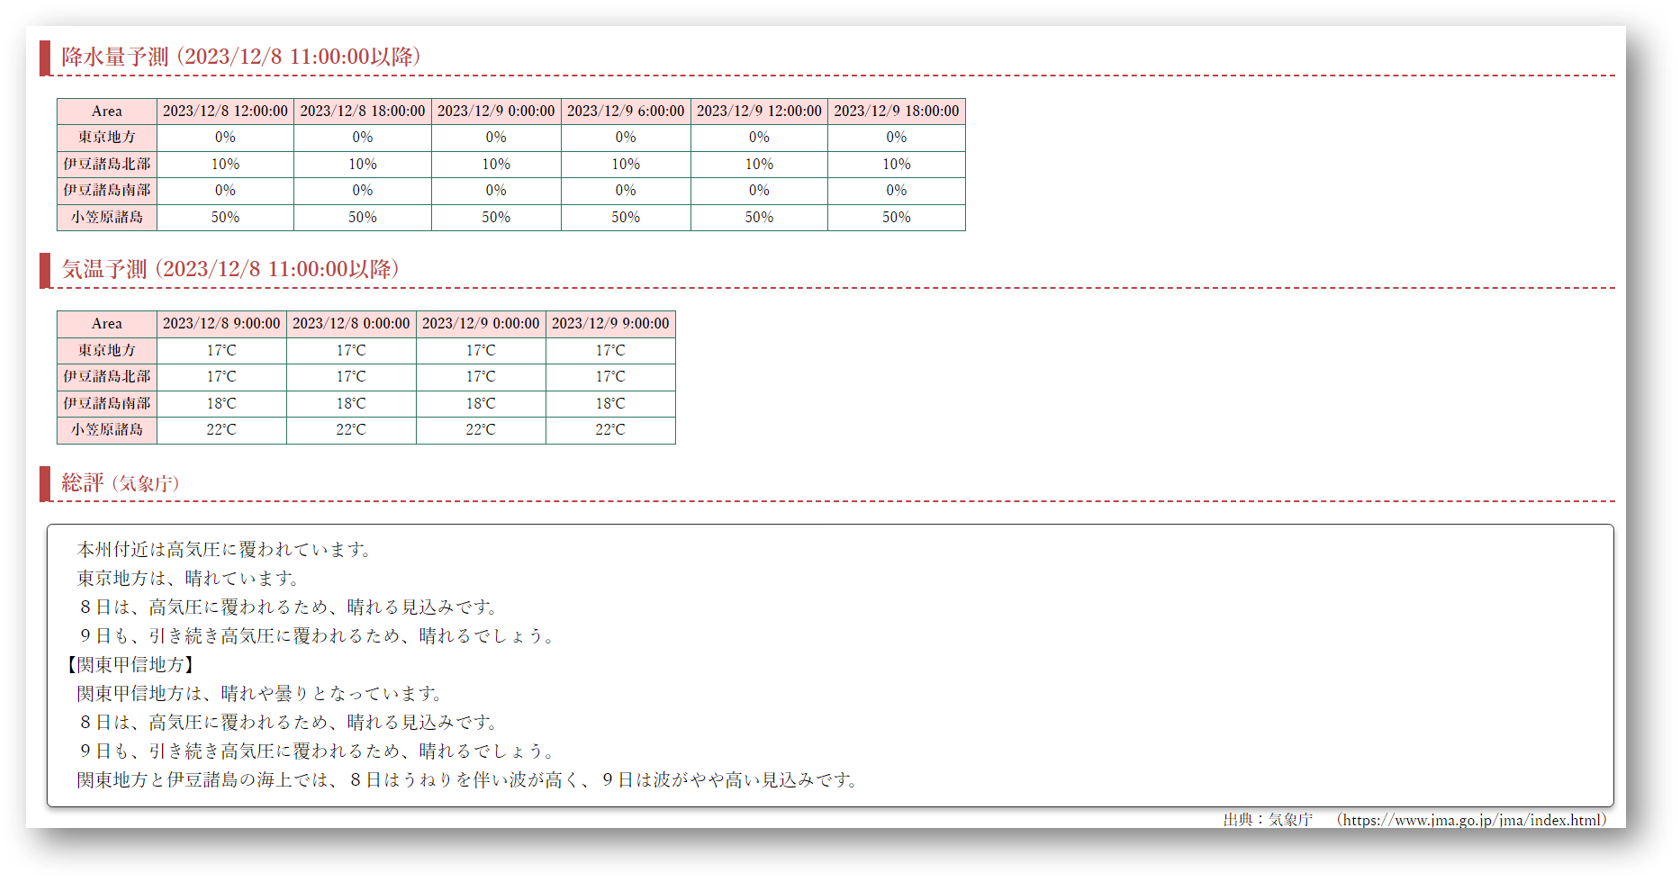 降水量予測 (2023/12/8 11:00:00以降)
Area 2023/12/8 12:00:00 2023/12/8 18:00:00 2023/12/9 0:00:00 2023/12/9 6:00:00 2023/12/9 12:00:00 2023/12/9 18:00:00
東京地方 0% 0% 0% 0% 0% 0%
伊豆諸島北部 10% 10% 10% 10% 10% 10%
伊豆諸島南部 0% 0% 0% 0% 0% 0%
小笠原諸島 50% 50% 50% 50% 50% 50%
気温予測 (2023/12/8 11:00:00以降)
Area 2023/12/8 9:00:00 2023/12/8 0:00:00 2023/12/9 0:00:00 2023/12/9 9:00:00
東京地方 17℃ 17℃ 17℃ 17℃
伊豆諸島北部 17℃ 17℃ 17℃ 17℃
伊豆諸島南部 18℃ 18℃ 18℃ 18℃
小笠原諸島 22℃ 22℃ 22℃ 22℃
総評 (気象庁)
本州付近は高気圧に覆われています。
東京地方は、晴れています。
８日は、高気圧に覆われるため、晴れる見込みです。
９日も、引き続き高気圧に覆われるため、晴れるでしょう。
【関東甲信地方】
関東甲信地方は、晴れや曇りとなっています。
８日は、高気圧に覆われるため、晴れる見込みです。
９日も、引き続き高気圧に覆われるため、晴れるでしょう。
関東地方と伊豆諸島の海上では、８日はうねりを伴い波が高く、９日は波がやや高い見込みです。
出典：気象庁　（https://www.jma.go.jp/jma/index.html）